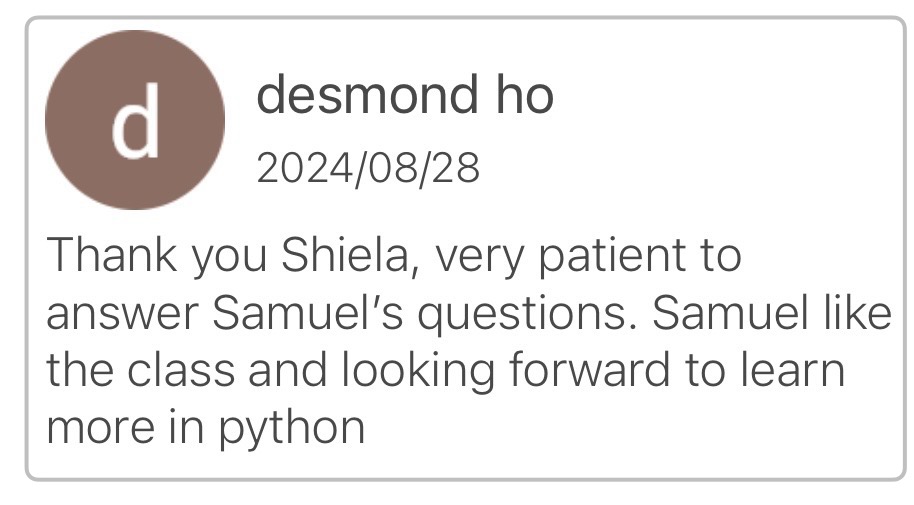 d
desmond ho
2024/08/28
Thank you Shiela, very patient to
answer Samuel’s questions. Samuel like
the class and looking forward to learn
more in python